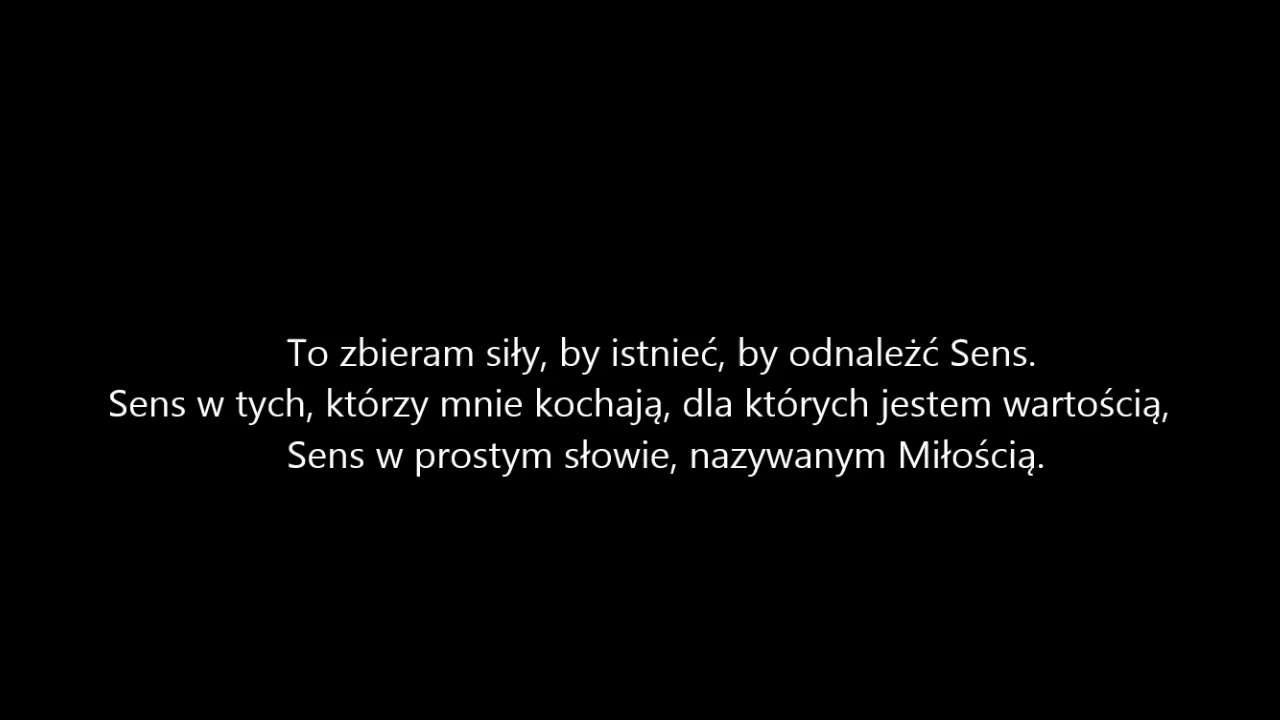 To zbieram siły, by istnieć, by odnależć Sens.
Sens w tych, którzy mnie kochają, dla których jestem wartością,
Sens w prostym słowie, nazywanym Miłością.